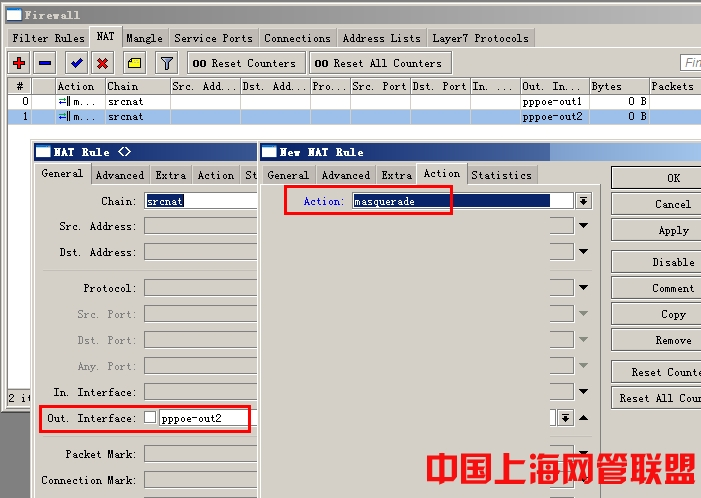 Firewall
Filter Rules NAT Mangle Service Ports Connections Address Lists Layer7 Protocols
00 Reset Counters 00 Reset All Counters Fin
# Action Chain Src. Add... Dst. Add... Pro... Src. Port Dst. Port In. ... Out. In... Bytes Packets
0 m... srcnat pppoe-out1 0 B
1 m... srcnat pppoe-out2 0 B
NAT Rule <>
General Advanced Extra Action St
Chain: srcnat
Src. Address:
Dst. Address:
Protocol:
Src. Port:
Dst. Port:
Any. Port:
In. Interface:
Out. Interface: pppoe-out2
Packet Mark:
Connection Mark:
New NAT Rule
General Advanced Extra Action Statistics
Action: masquerade
OK
Cancel
Apply
Disable
Comment
Copy
Remove
Reset Counte
Reset All Coun
2 it
中国上海网管联盟